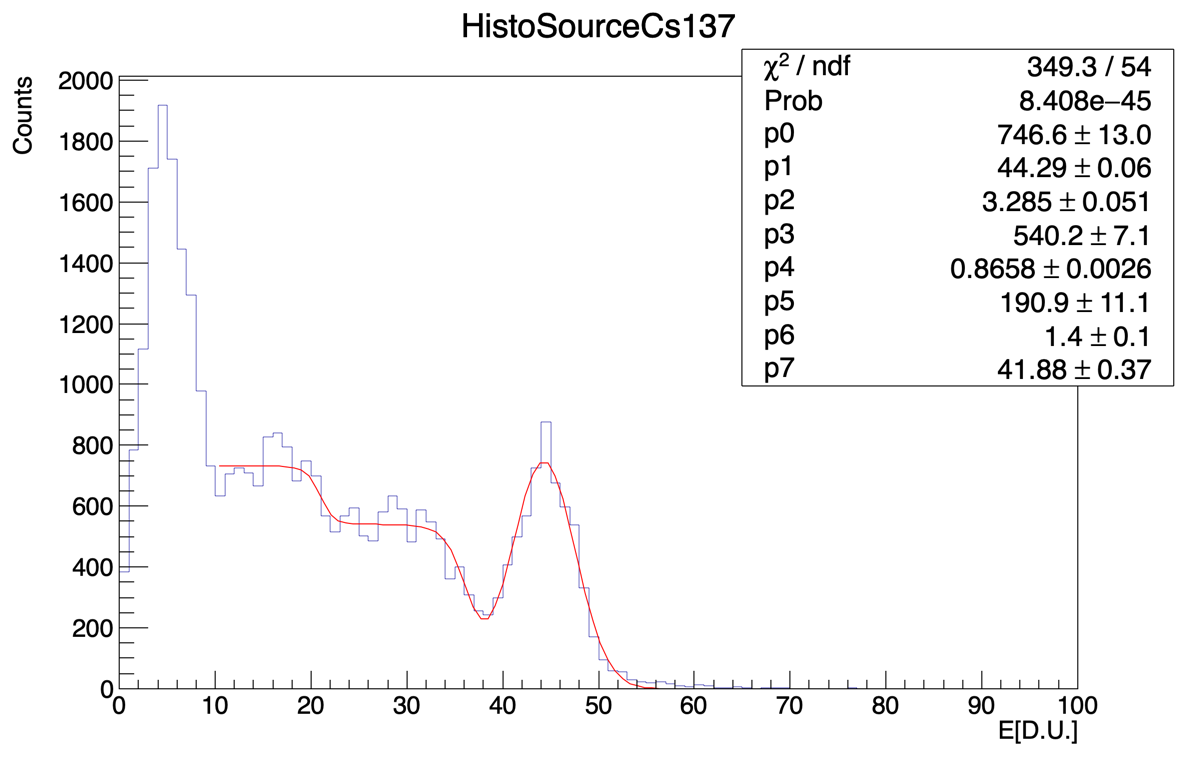 HistoSourceCs137
χ² / ndf 349.3 / 54
Prob 8.408e−45
p0 746.6 ± 13.0
p1 44.29 ± 0.06
p2 3.285 ± 0.051
p3 540.2 ± 7.1
p4 0.8658 ± 0.0026
p5 190.9 ± 11.1
p6 1.4 ± 0.1
p7 41.88 ± 0.37
Counts
2000
1800
1600
1400
1200
1000
800
600
400
200
0
0 10 20 30 40 50 60 70 80 90 100
E[D.U.]